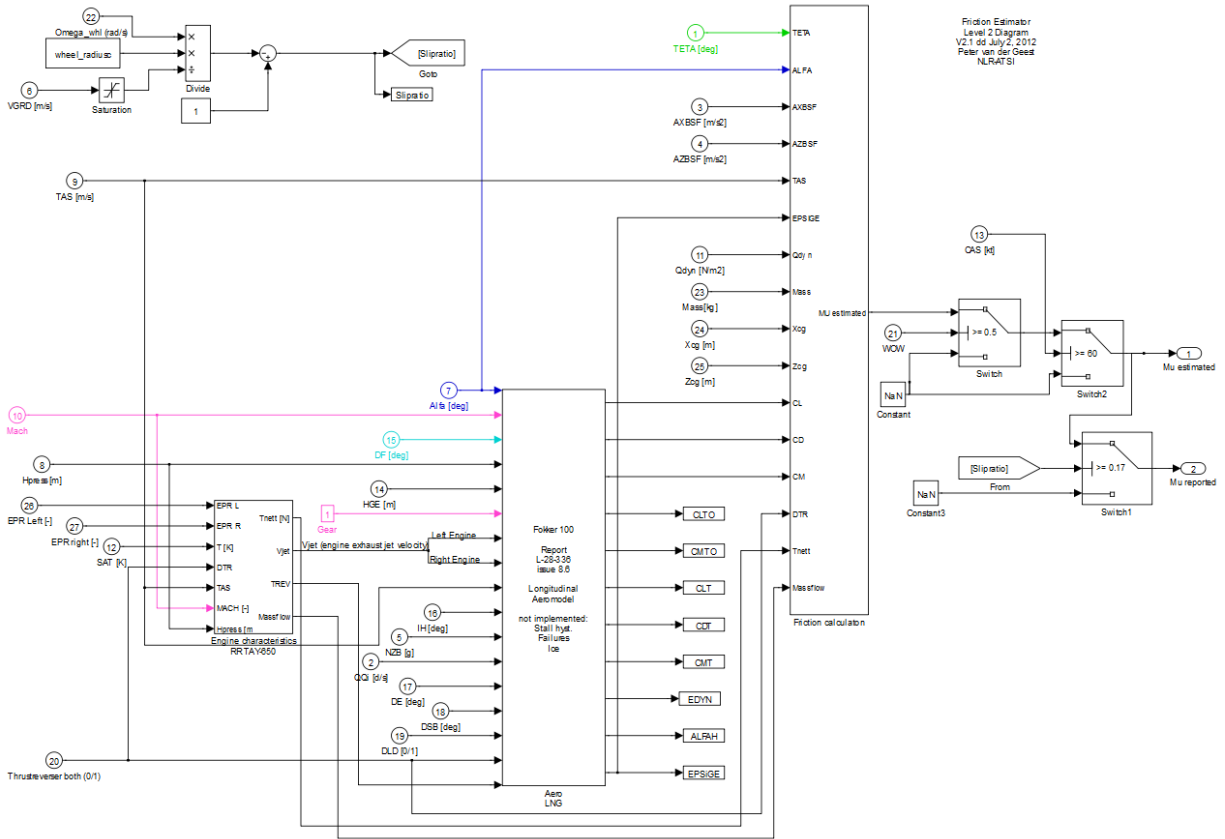 22
Omega_whl (rad/s)
wheel_radiusc
6
VGRD [m/s]
Saturation
×
×
÷
Divide
1
[Slipratio]
Goto
Slipratio
Friction Estimator
Level 2 Diagram
V2.1 dd July 2, 2012
Peter van der Geest
NLR-ATSI
1
TETA [deg]
3
AXBSF [m/s2]
4
AZBSF [m/s2]
9
TAS [m/s]
11
Qdyn [N/m2]
23
Mass[kg]
24
Xcg [m]
25
Zcg [m]
TETA
ALFA
AXBSF
AZBSF
TAS
EPSIGE
Qdyn
Mass
Xcg
Zcg
CL
CD
CM
DTR
Tnett
Massflow
MU estimated
Friction calculaton
13
CAS [kt]
21
WOW
>= 0.5
Switch
NaN
Constant
>= 60
Switch2
1
Mu estimated
[Slipratio]
From
NaN
Constant3
>= 0.17
Switch1
2
Mu reported
7
Alfa [deg]
10
Mach
15
DF [deg]
8
Hpress[m]
14
HGE [m]
1
Gear
26
EPR Left [-]
27
EPR right [-]
12
SAT [K]
EPR L
EPR R
T [K]
DTR
TAS
MACH [-]
Hpress [m
Tnett [N]
Vjet
TREV
Massflow
Engine characteristics
RRTAY-650
Vjet (engine exhaust jet velocity)
Left Engine
Right Engine
16
IH [deg]
5
NZB [g]
2
QQi [d/s]
17
DE [deg]
18
DSB [deg]
19
DLD [0/1]
20
Thrustreverser both (0/1)
Fokker 100
Report
L-28-336
issue 8.6
Longitudinal
Aeromodel
not implemented:
Stall hyst.
Failures
Ice
Aero
LNG
CLTO
CMTO
CLT
CDT
CMT
EDYN
ALFAH
EPSIGE